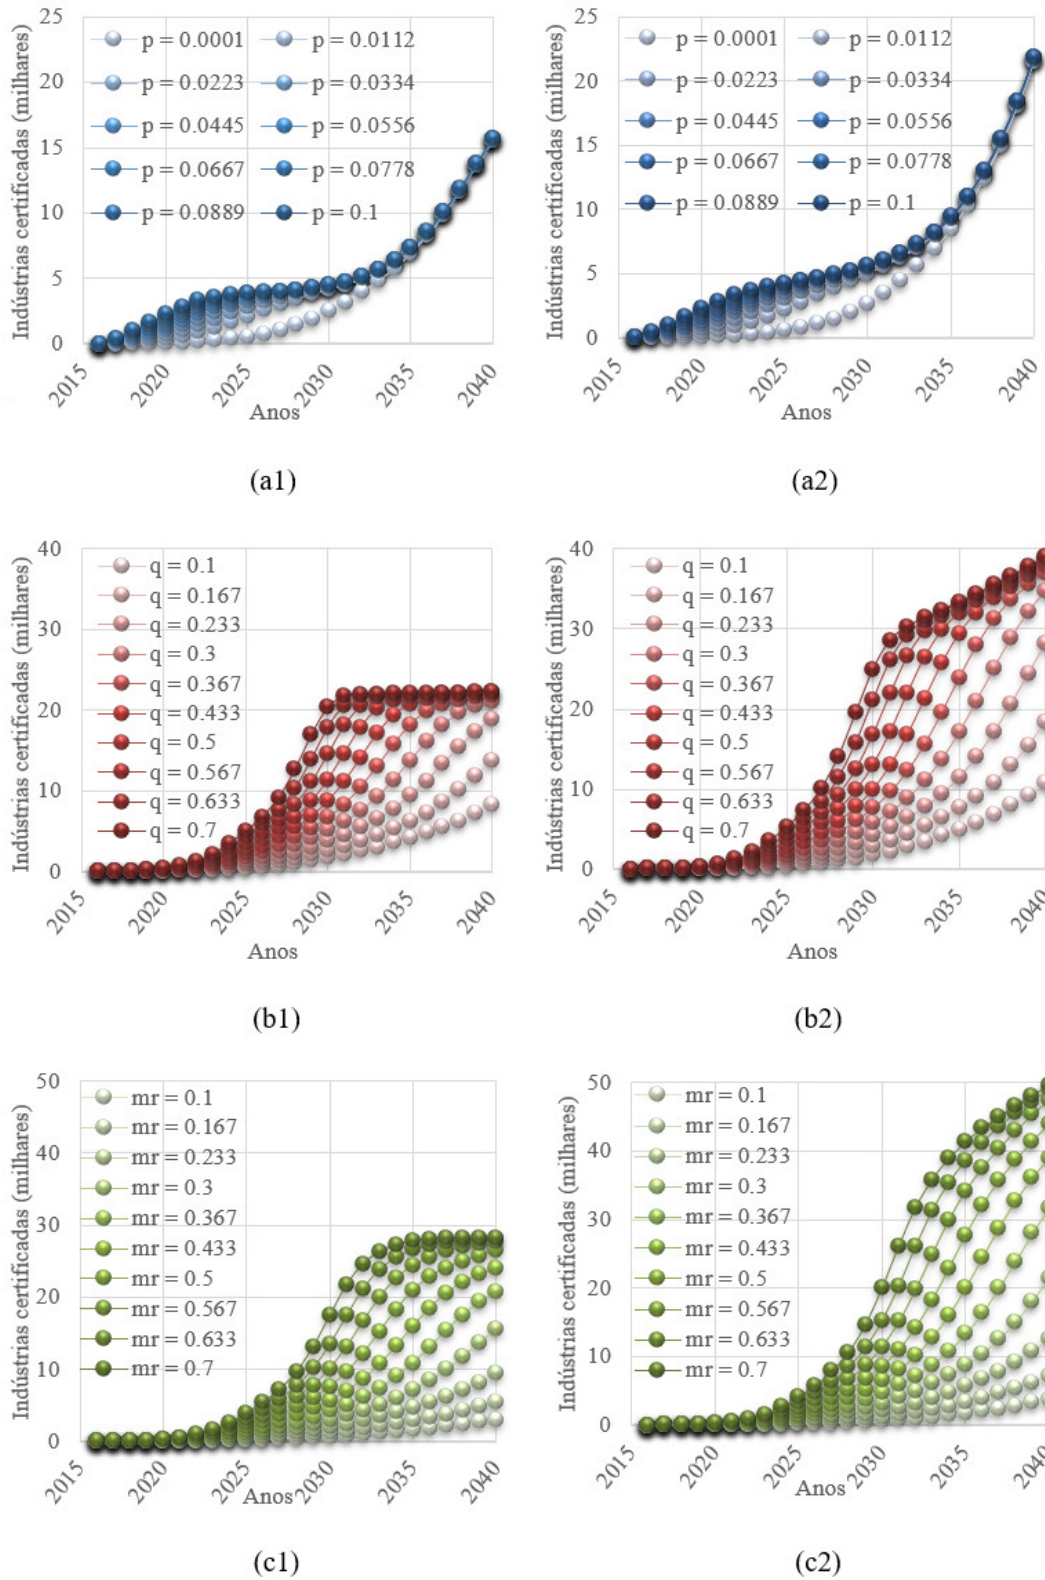 Indústrias certificadas (milhares)
25
20
15
10
5
0
p = 0.0001 p = 0.0112
p = 0.0223 p = 0.0334
p = 0.0445 p = 0.0556
p = 0.0667 p = 0.0778
p = 0.0889 p = 0.1
2015 2020 2025 2030 2035 2040
Anos
(a1)
Indústrias certificadas (milhares)
25
20
15
10
5
0
p = 0.0001 p = 0.0112
p = 0.0223 p = 0.0334
p = 0.0445 p = 0.0556
p = 0.0667 p = 0.0778
p = 0.0889 p = 0.1
2015 2020 2025 2030 2035 2040
Anos
(a2)
Indústrias certificadas (milhares)
40
30
20
10
0
q = 0.1
q = 0.167
q = 0.233
q = 0.3
q = 0.367
q = 0.433
q = 0.5
q = 0.567
q = 0.633
q = 0.7
2015 2020 2025 2030 2035 2040
Anos
(b1)
Indústrias certificadas (milhares)
40
30
20
10
0
q = 0.1
q = 0.167
q = 0.233
q = 0.3
q = 0.367
q = 0.433
q = 0.5
q = 0.567
q = 0.633
q = 0.7
2015 2020 2025 2030 2035 2040
Anos
(b2)
Indústrias certificadas (milhares)
50
40
30
20
10
0
mr = 0.1
mr = 0.167
mr = 0.233
mr = 0.3
mr = 0.367
mr = 0.433
mr = 0.5
mr = 0.567
mr = 0.633
mr = 0.7
2015 2020 2025 2030 2035 2040
Anos
(c1)
Indústrias certificadas (milhares)
50
40
30
20
10
0
mr = 0.1
mr = 0.167
mr = 0.233
mr = 0.3
mr = 0.367
mr = 0.433
mr = 0.5
mr = 0.567
mr = 0.633
mr = 0.7
2015 2020 2025 2030 2035 2040
Anos
(c2)